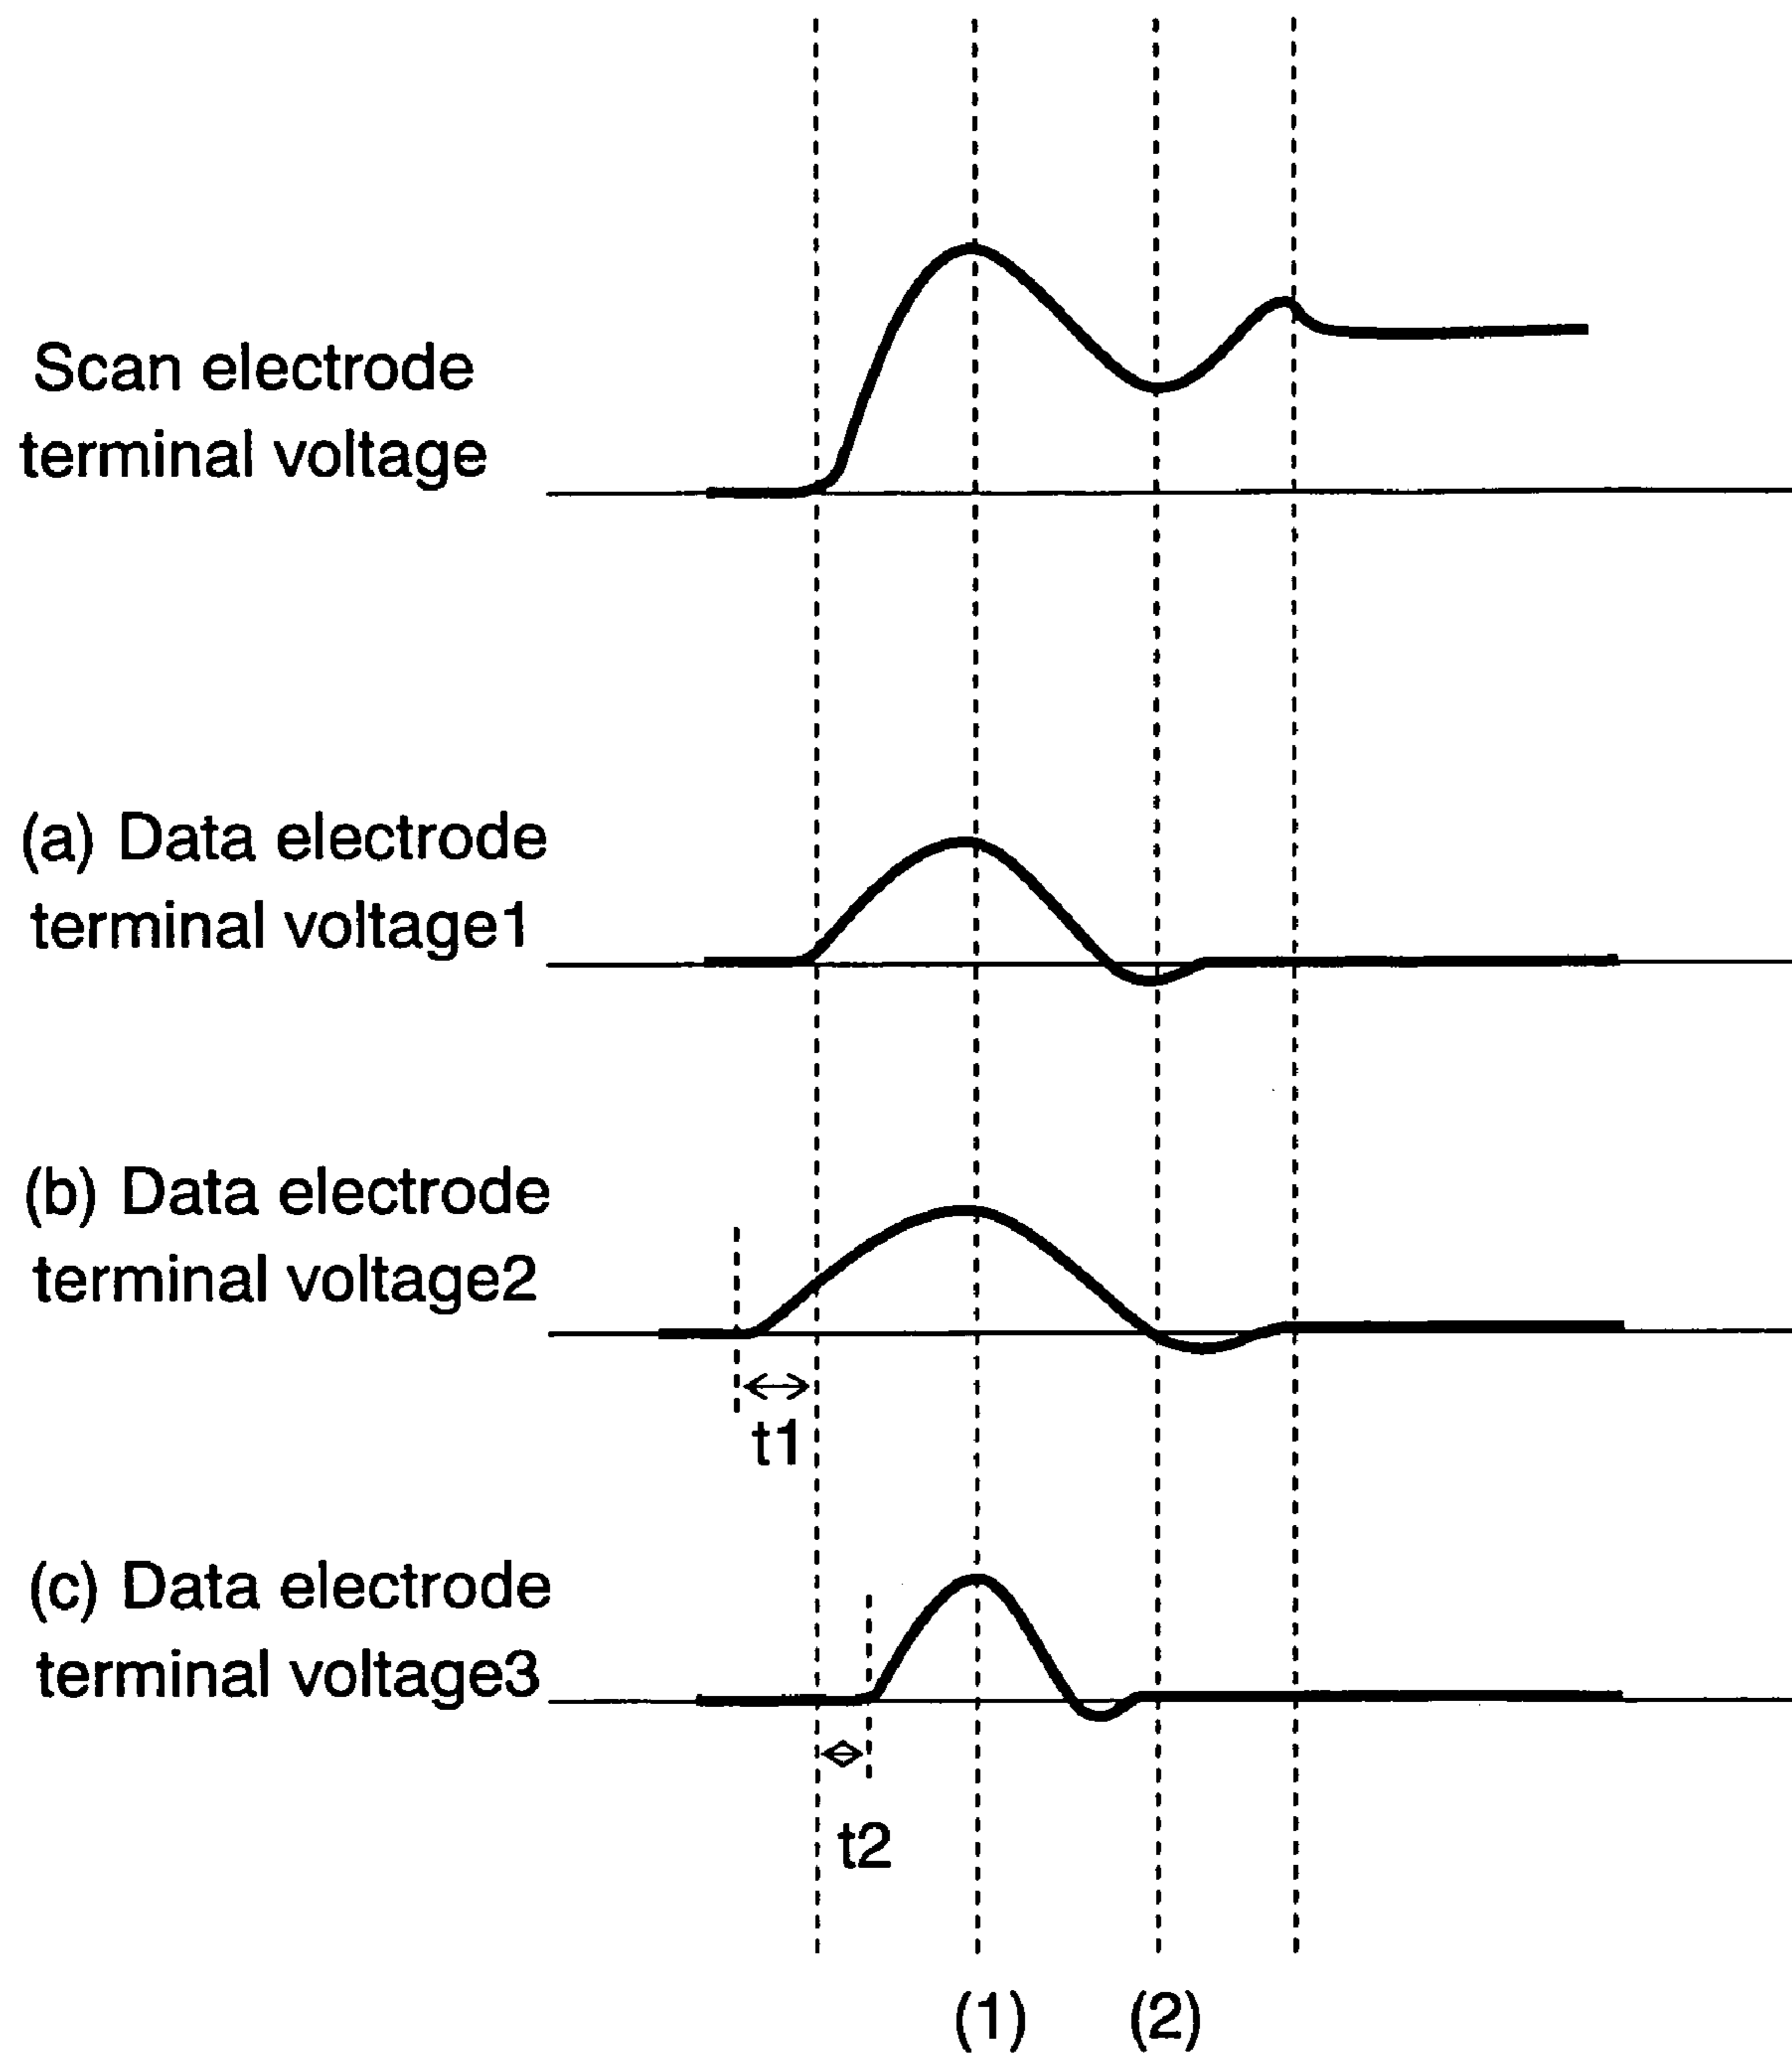 Scan electrode
terminal voltage
(a) Data electrode
terminal voltage1
(b) Data electrode
terminal voltage2
t1
(c) Data electrode
terminal voltage3
t2
(1) (2)